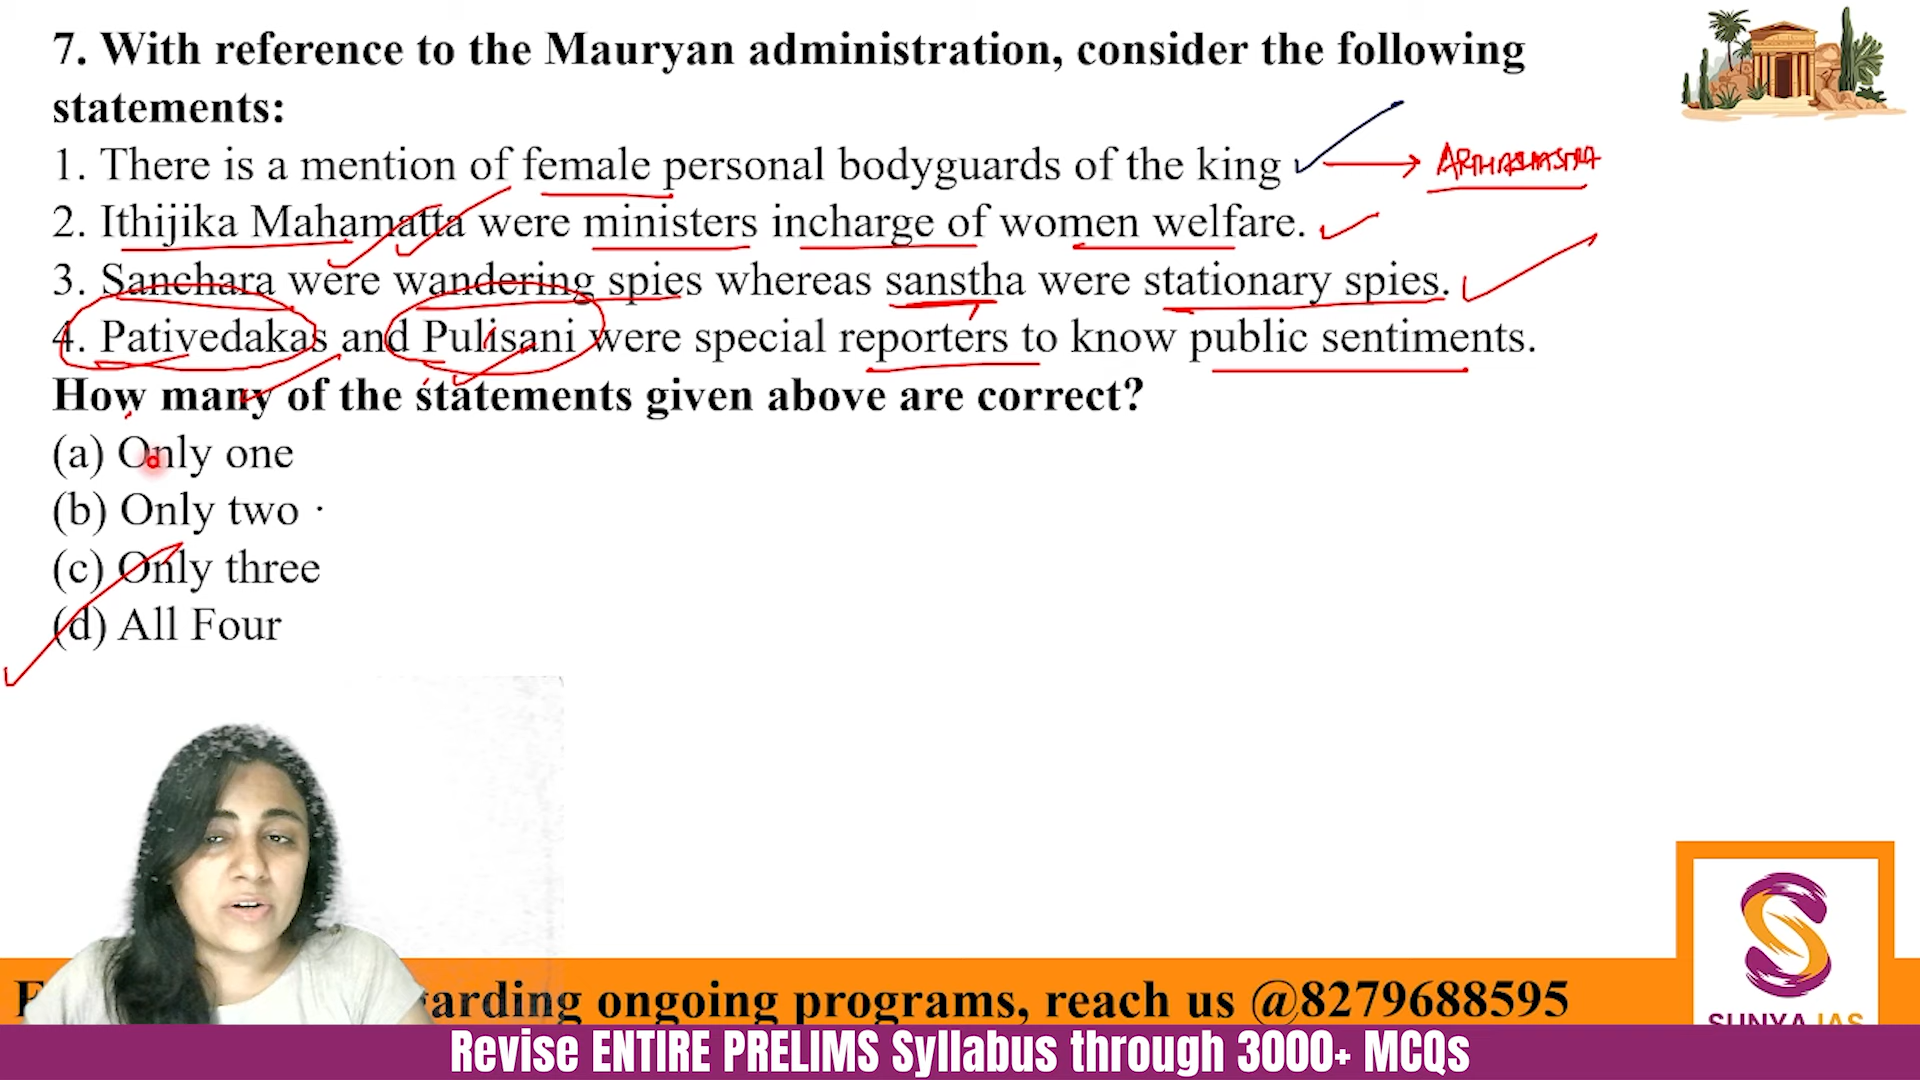 7. With reference to the Mauryan administration, consider the following
statements:
1. There is a mention of female personal bodyguards of the king
ARTHASHASTRA
2. Ithijika Mahamatta were ministers incharge of women welfare.
3. Sanchara were wandering spies whereas sanstha were stationary spies.
4. Pativedakas and Pulisani were special reporters to know public sentiments.
How many of the statements given above are correct?
(a) Only one
(b) Only two
(c) Only three
(d) All Four
arding ongoing programs, reach us @8279688595
SUNYA IAS
Revise ENTIRE PRELIMS Syllabus through 3000+ MCQs